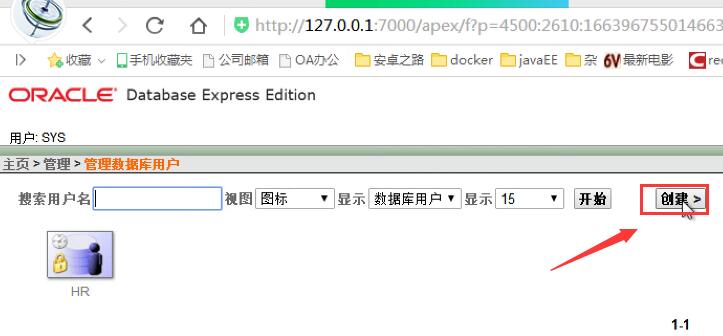 http://127.0.0.1:7000/apex/f?p=4500:2610:166396755014663
收藏 手机收藏夹 公司邮箱 OA办公 安卓之路 docker javaEE 杂 6V 最新电影 C rec
ORACLE Database Express Edition
用户: SYS
主页 > 管理 > 管理数据库用户
搜索用户名 视图 图标 显示 数据库用户 显示 15 开始 创建 >
HR
1-1